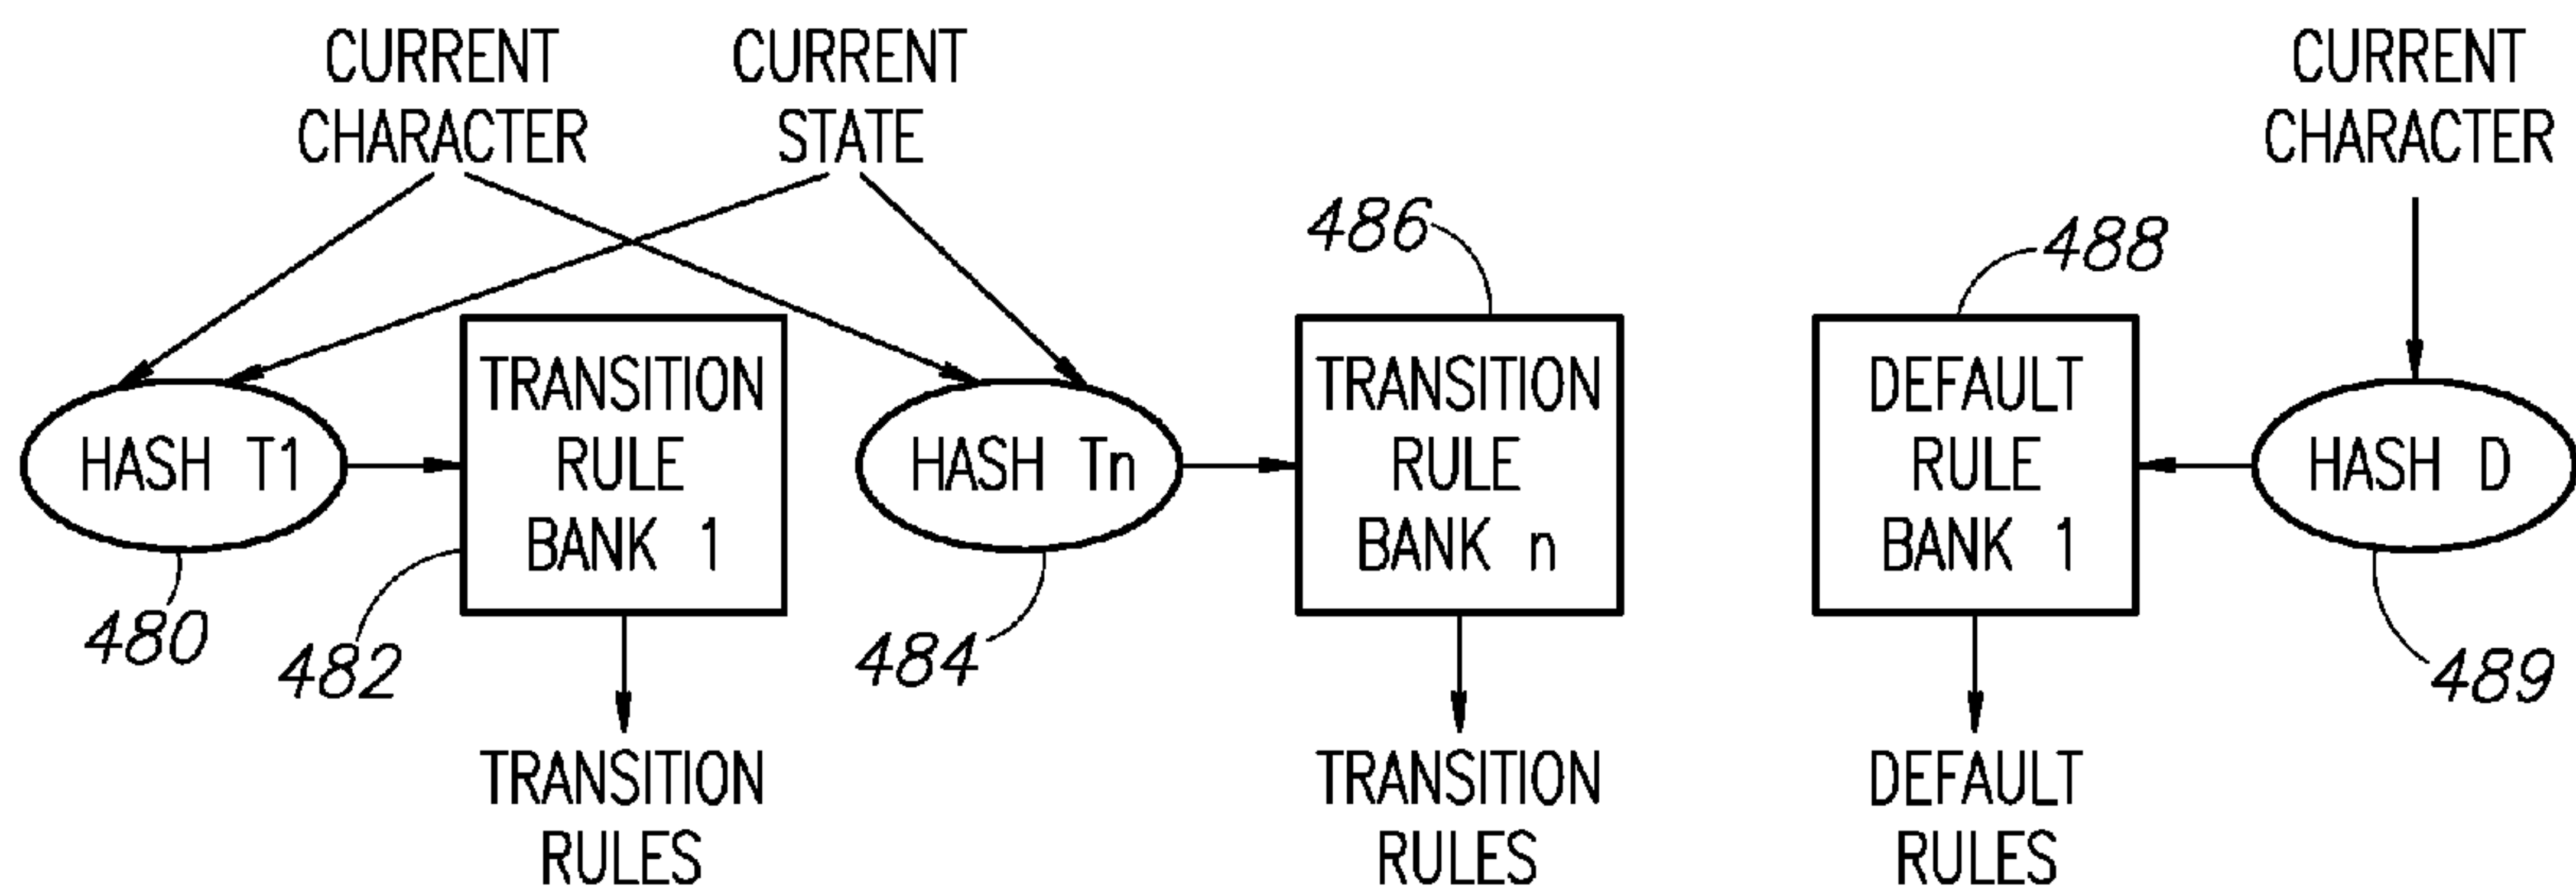 CURRENT
CHARACTER
CURRENT
STATE
CURRENT
CHARACTER
486
488
HASH T1
TRANSITION
RULE
BANK 1
HASH Tn
TRANSITION
RULE
BANK n
DEFAULT
RULE
BANK 1
HASH D
480
482
484
489
TRANSITION
RULES
TRANSITION
RULES
DEFAULT
RULES